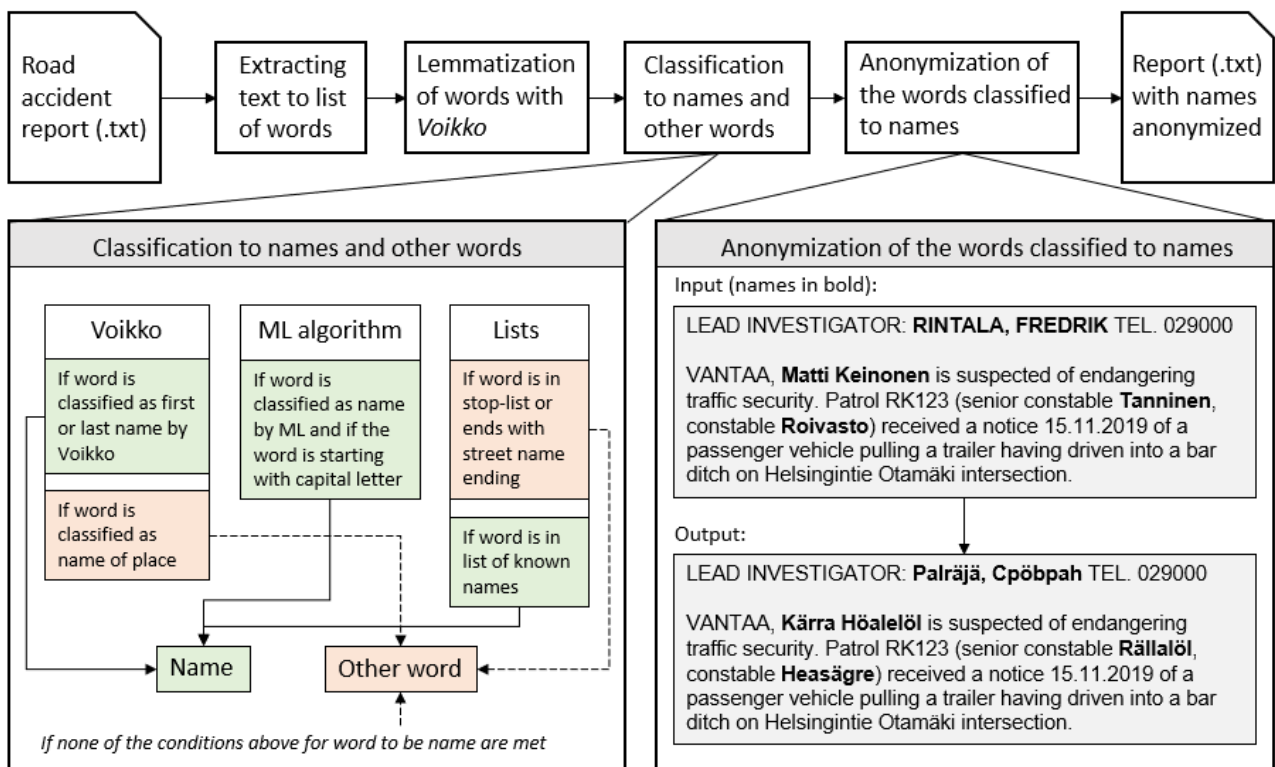 Road
accident
report (.txt)
Extracting
text to list
of words
Lemmatization
of words with
Voikko
Classification
to names and
other words
Anonymization of
the words classified
to names
Report (.txt)
with names
anonymized
Classification to names and other words
Voikko
If word is
classified as first
or last name by
Voikko
If word is
classified as
name of place
ML algorithm
If word is
classified as name
by ML and if the
word is starting
with capital letter
Lists
If word is in
stop-list or
ends with
street name
ending
If word is in
list of known
names
Name
Other word
If none of the conditions above for word to be name are met
Anonymization of the words classified to names
Input (names in bold):
LEAD INVESTIGATOR: RINTALA, FREDRIK TEL. 029000
VANTAA, Matti Keinonen is suspected of endangering
traffic security. Patrol RK123 (senior constable Tanninen,
constable Roivasto) received a notice 15.11.2019 of a
passenger vehicle pulling a trailer having driven into a bar
ditch on Helsingintie Otamäki intersection.
Output:
LEAD INVESTIGATOR: Palräjä, Cpöbpah TEL. 029000
VANTAA, Kärra Höalelöl is suspected of endangering
traffic security. Patrol RK123 (senior constable Rällalöl,
constable Heasägre) received a notice 15.11.2019 of a
passenger vehicle pulling a trailer having driven into a bar
ditch on Helsingintie Otamäki intersection.